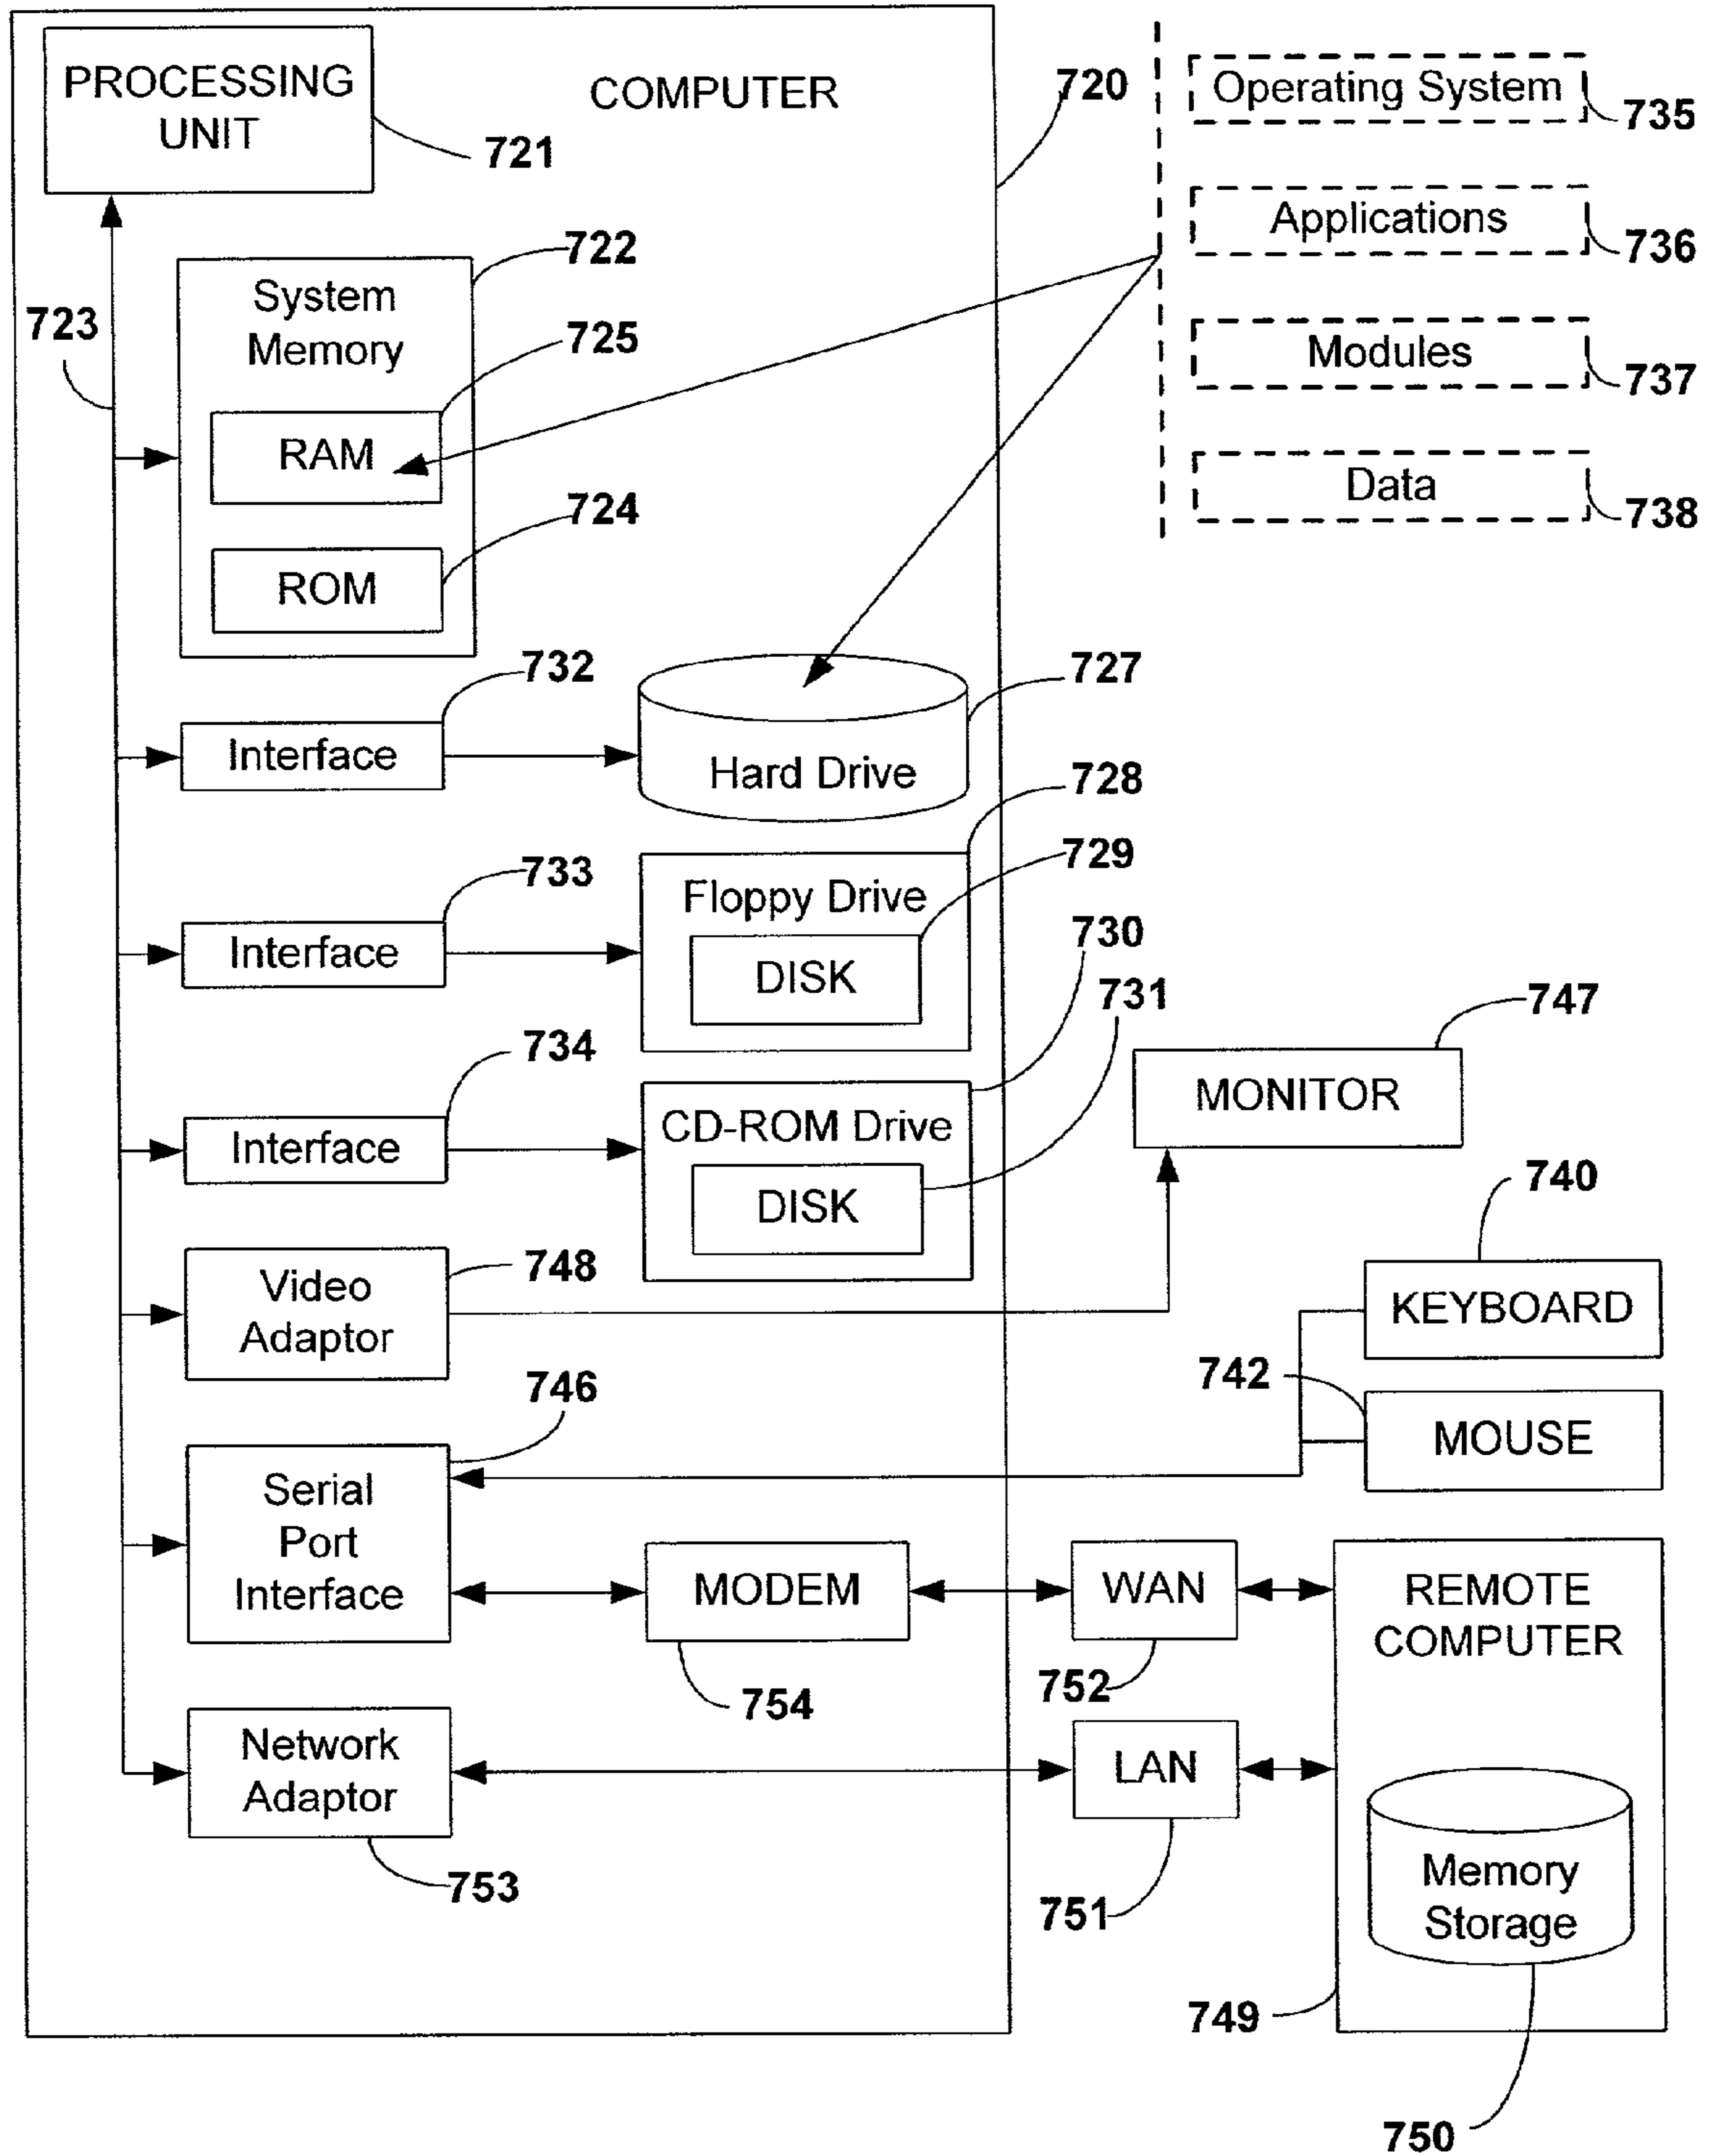 PROCESSING
UNIT
721
COMPUTER
720
Operating System
735
Applications
736
Modules
737
Data
738
723
722
System
Memory
725
RAM
724
ROM
732
Interface
727
Hard Drive
733
Interface
728
729
Floppy Drive
DISK
734
Interface
730
731
CD-ROM Drive
DISK
747
MONITOR
748
Video
Adaptor
740
KEYBOARD
742
MOUSE
746
Serial
Port
Interface
MODEM
754
WAN
752
REMOTE
COMPUTER
Network
Adaptor
753
LAN
751
Memory
Storage
749
750